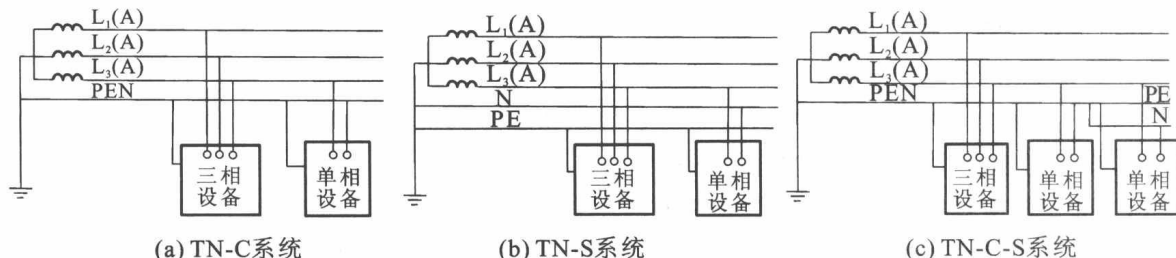 L₁(A)
L₂(A)
L₃(A)
PEN
三相
设备
单相
设备
(a) TN-C系统
L₁(A)
L₂(A)
L₃(A)
N
PE
三相
设备
单相
设备
(b) TN-S系统
L₁(A)
L₂(A)
L₃(A)
PEN
PE
N
三相
设备
单相
设备
单相
设备
(c) TN-C-S系统